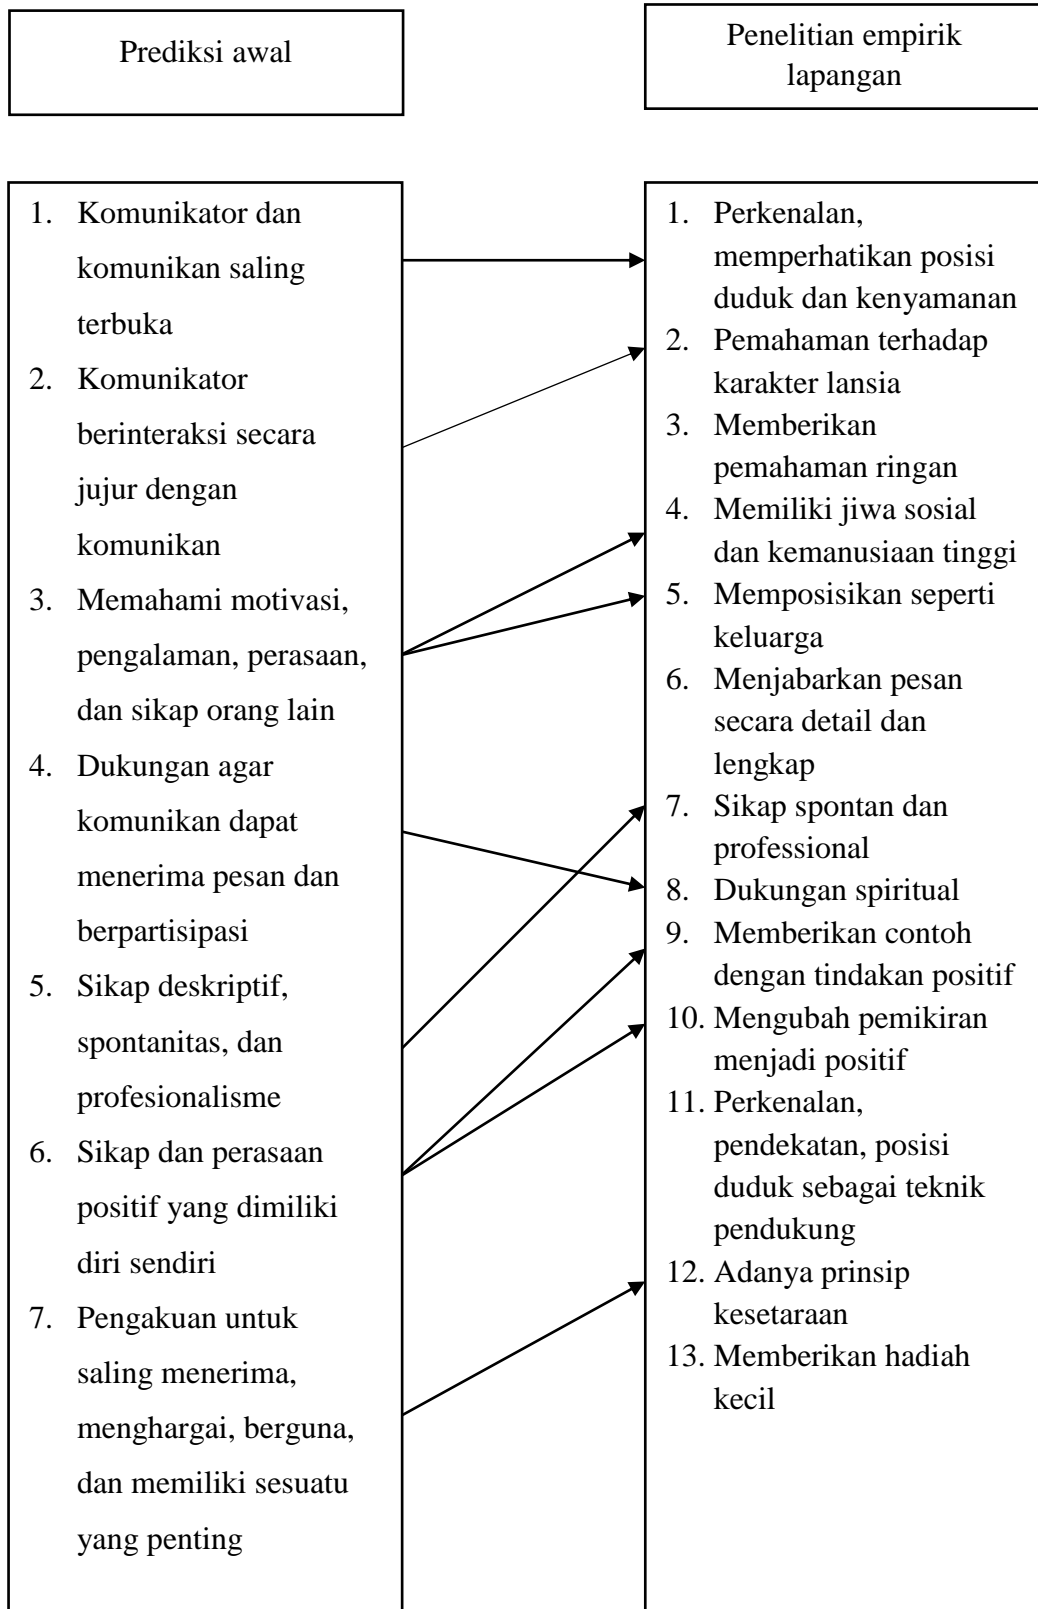 Prediksi awal
Penelitian empirik
lapangan
1. Komunikator dan
komunikan saling
terbuka
2. Komunikator
berinteraksi secara
jujur dengan
komunikan
3. Memahami motivasi,
pengalaman, perasaan,
dan sikap orang lain
4. Dukungan agar
komunikan dapat
menerima pesan dan
berpartisipasi
5. Sikap deskriptif,
spontanitas, dan
profesionalisme
6. Sikap dan perasaan
positif yang dimiliki
diri sendiri
7. Pengakuan untuk
saling menerima,
menghargai, berguna,
dan memiliki sesuatu
yang penting
1. Perkenalan,
memperhatikan posisi
duduk dan kenyamanan
2. Pemahaman terhadap
karakter lansia
3. Memberikan
pemahaman ringan
4. Memiliki jiwa sosial
dan kemanusiaan tinggi
5. Memposisikan seperti
keluarga
6. Menjabarkan pesan
secara detail dan
lengkap
7. Sikap spontan dan
professional
8. Dukungan spiritual
9. Memberikan contoh
dengan tindakan positif
10. Mengubah pemikiran
menjadi positif
11. Perkenalan,
pendekatan, posisi
duduk sebagai teknik
pendukung
12. Adanya prinsip
kesetaraan
13. Memberikan hadiah
kecil